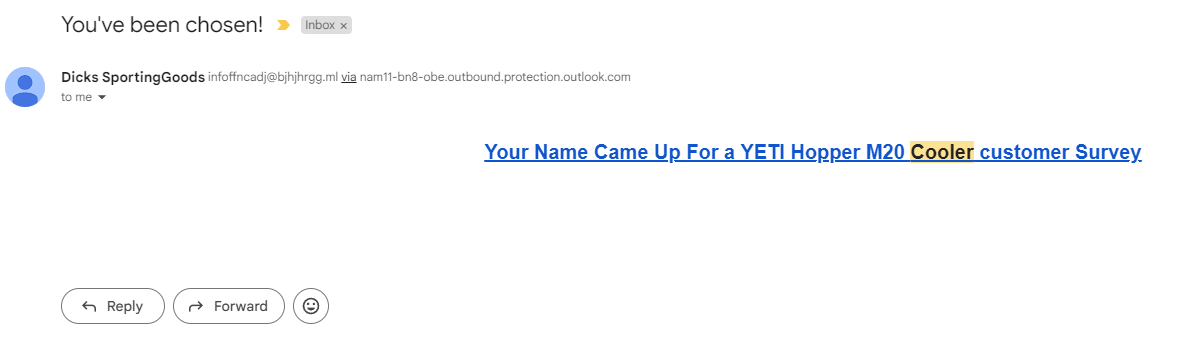 You've been chosen! Inbox ×
Dicks SportingGoods infoffncadj@bjhjhrgg.ml via nam11-bn8-obe.outbound.protection.outlook.com
to me
Your Name Came Up For a YETI Hopper M20 Cooler customer Survey
Reply Forward